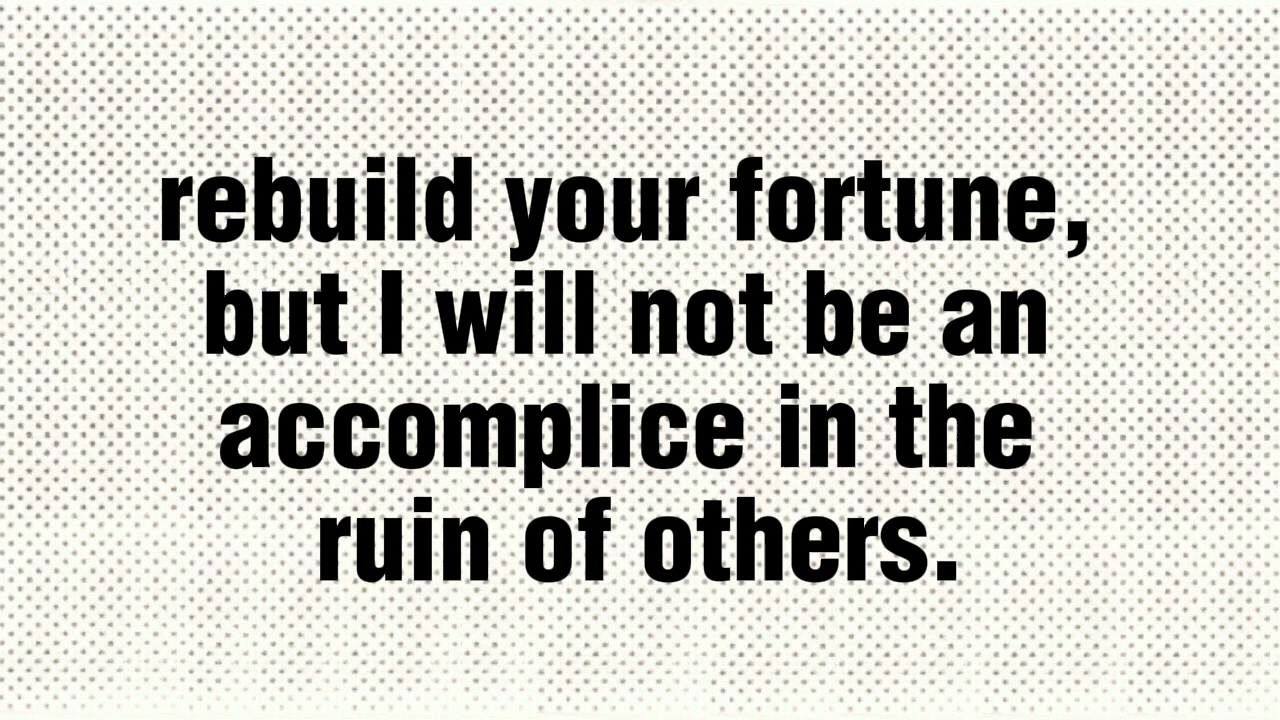 rebuild your fortune,
but I will not be an
accomplice in the
ruin of others.